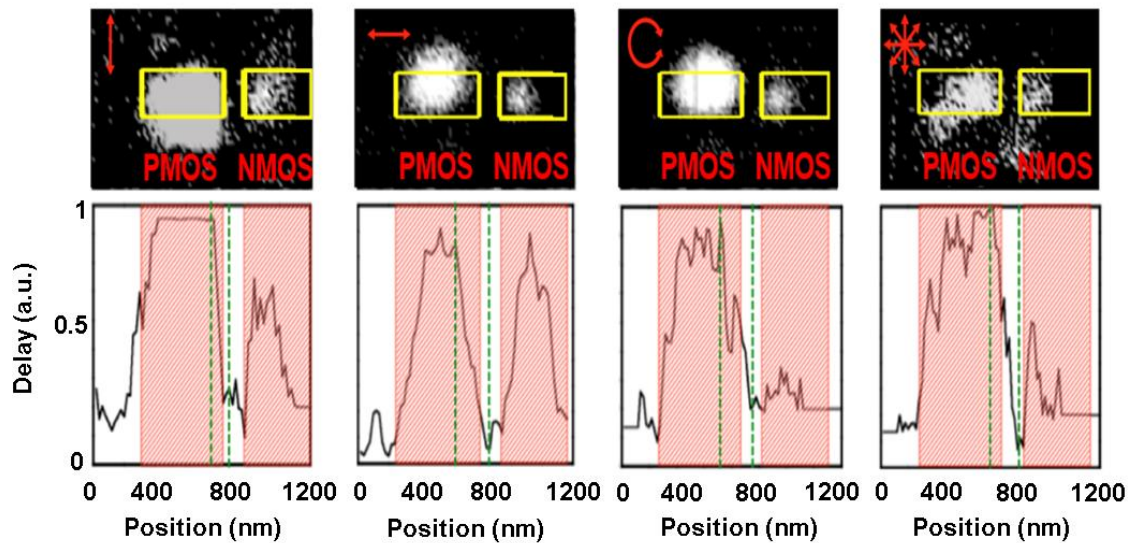 PMOS NMOS PMOS NMOS PMOS NMOS PMOS NMOS
1
0.5
0
Delay (a.u.)
0 400 800 1200 0 400 800 1200 0 400 800 1200 0 400 800 1200
Position (nm) Position (nm) Position (nm) Position (nm)